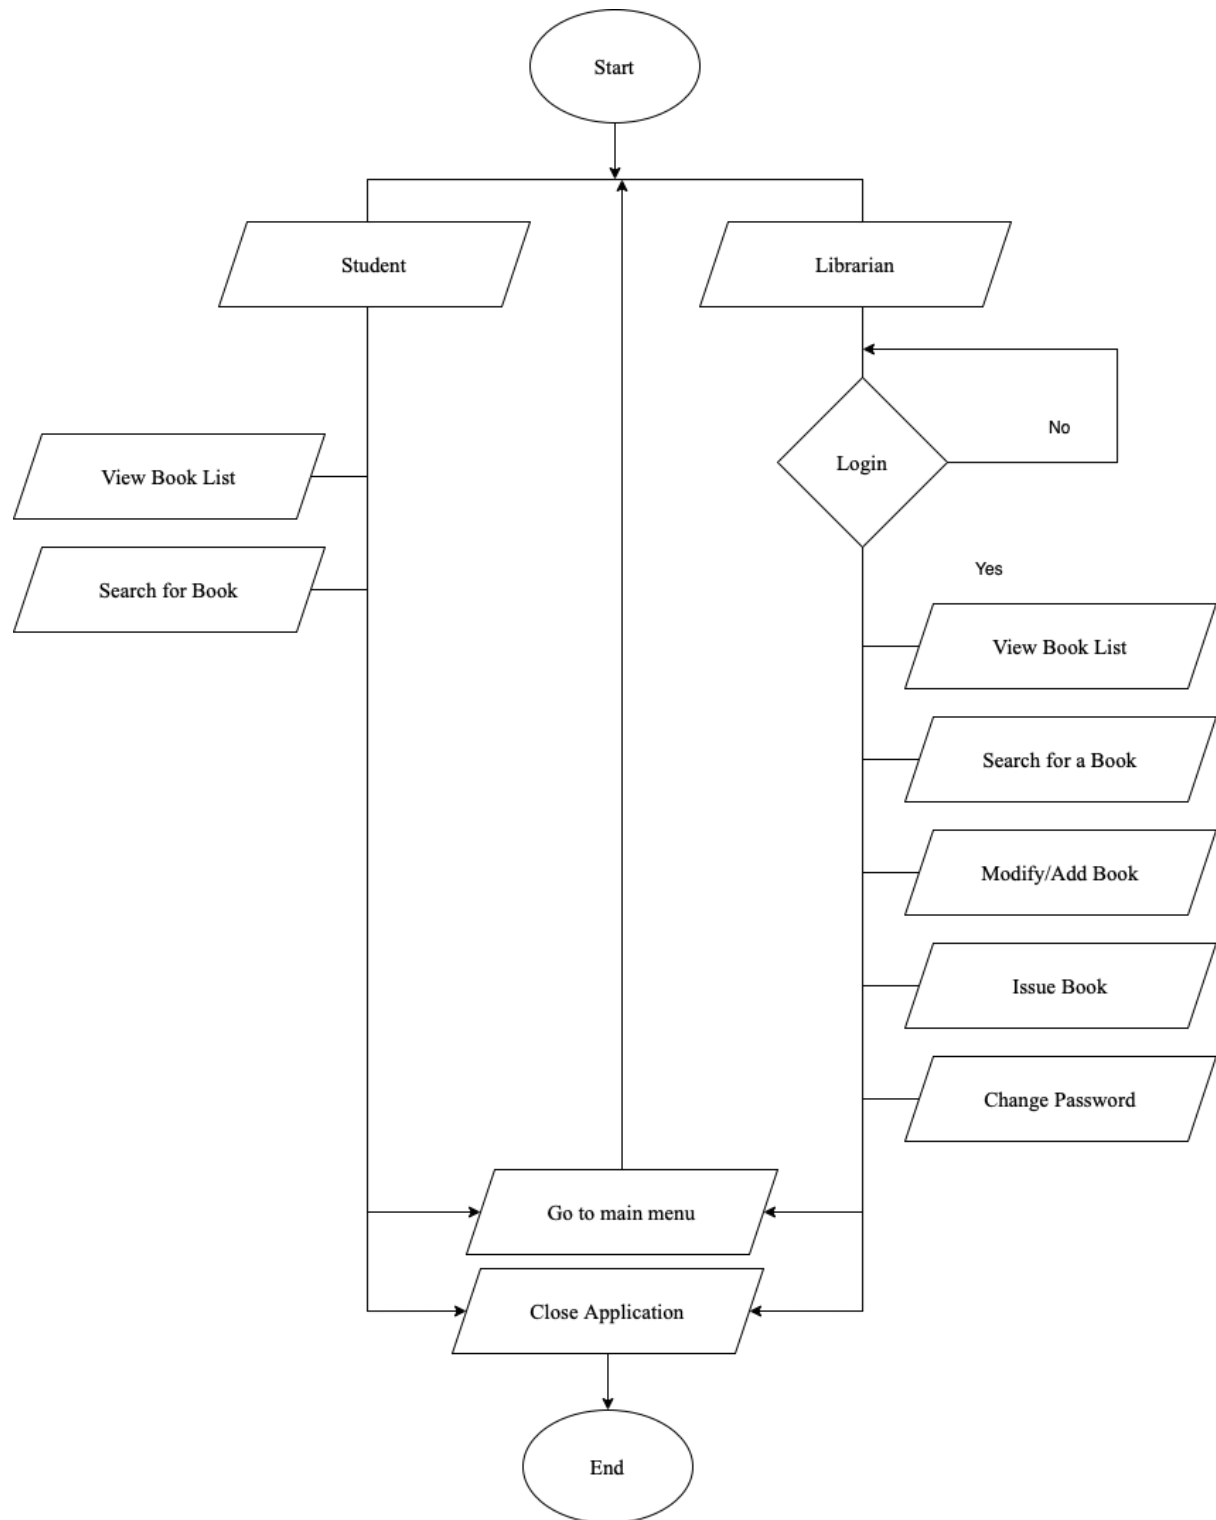 Start
Student
Librarian
No
Login
View Book List
Yes
Search for Book
View Book List
Search for a Book
Modify/Add Book
Issue Book
Change Password
Go to main menu
Close Application
End